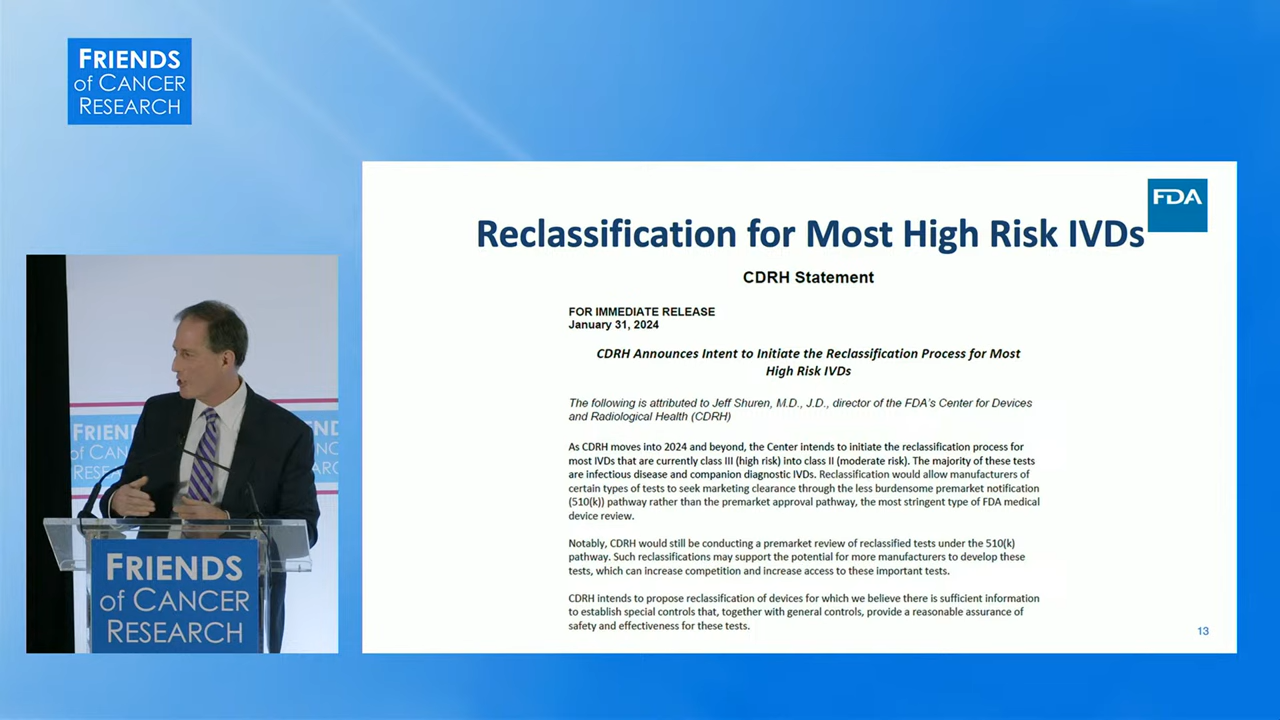 FRIENDS
of CANCER
RESEARCH
FDA
Reclassification for Most High Risk IVDs
CDRH Statement
FOR IMMEDIATE RELEASE
January 31, 2024
CDRH Announces Intent to Initiate the Reclassification Process for Most
High Risk IVDs
The following is attributed to Jeff Shuren, M.D., J.D., director of the FDA's Center for Devices
and Radiological Health (CDRH)
As CDRH moves into 2024 and beyond, the Center intends to initiate the reclassification process for
most IVDs that are currently class III (high risk) into class II (moderate risk). The majority of these tests
are infectious disease and companion diagnostic IVDs. Reclassification would allow manufacturers of
certain types of tests to seek marketing clearance through the less burdensome premarket notification
(510(k)) pathway rather than the premarket approval pathway, the most stringent type of FDA medical
device review.
Notably, CDRH would still be conducting a premarket review of reclassified tests under the 510(k)
pathway. Such reclassifications may support the potential for more manufacturers to develop these
tests, which can increase competition and increase access to these important tests.
CDRH intends to propose reclassification of devices for which we believe there is sufficient information
to establish special controls that, together with general controls, provide a reasonable assurance of
safety and effectiveness for these tests.
13
FRIEN
of CAN
RESEA
ND
NC
ARC
FRIENDS
of CANCER
RESEARCH